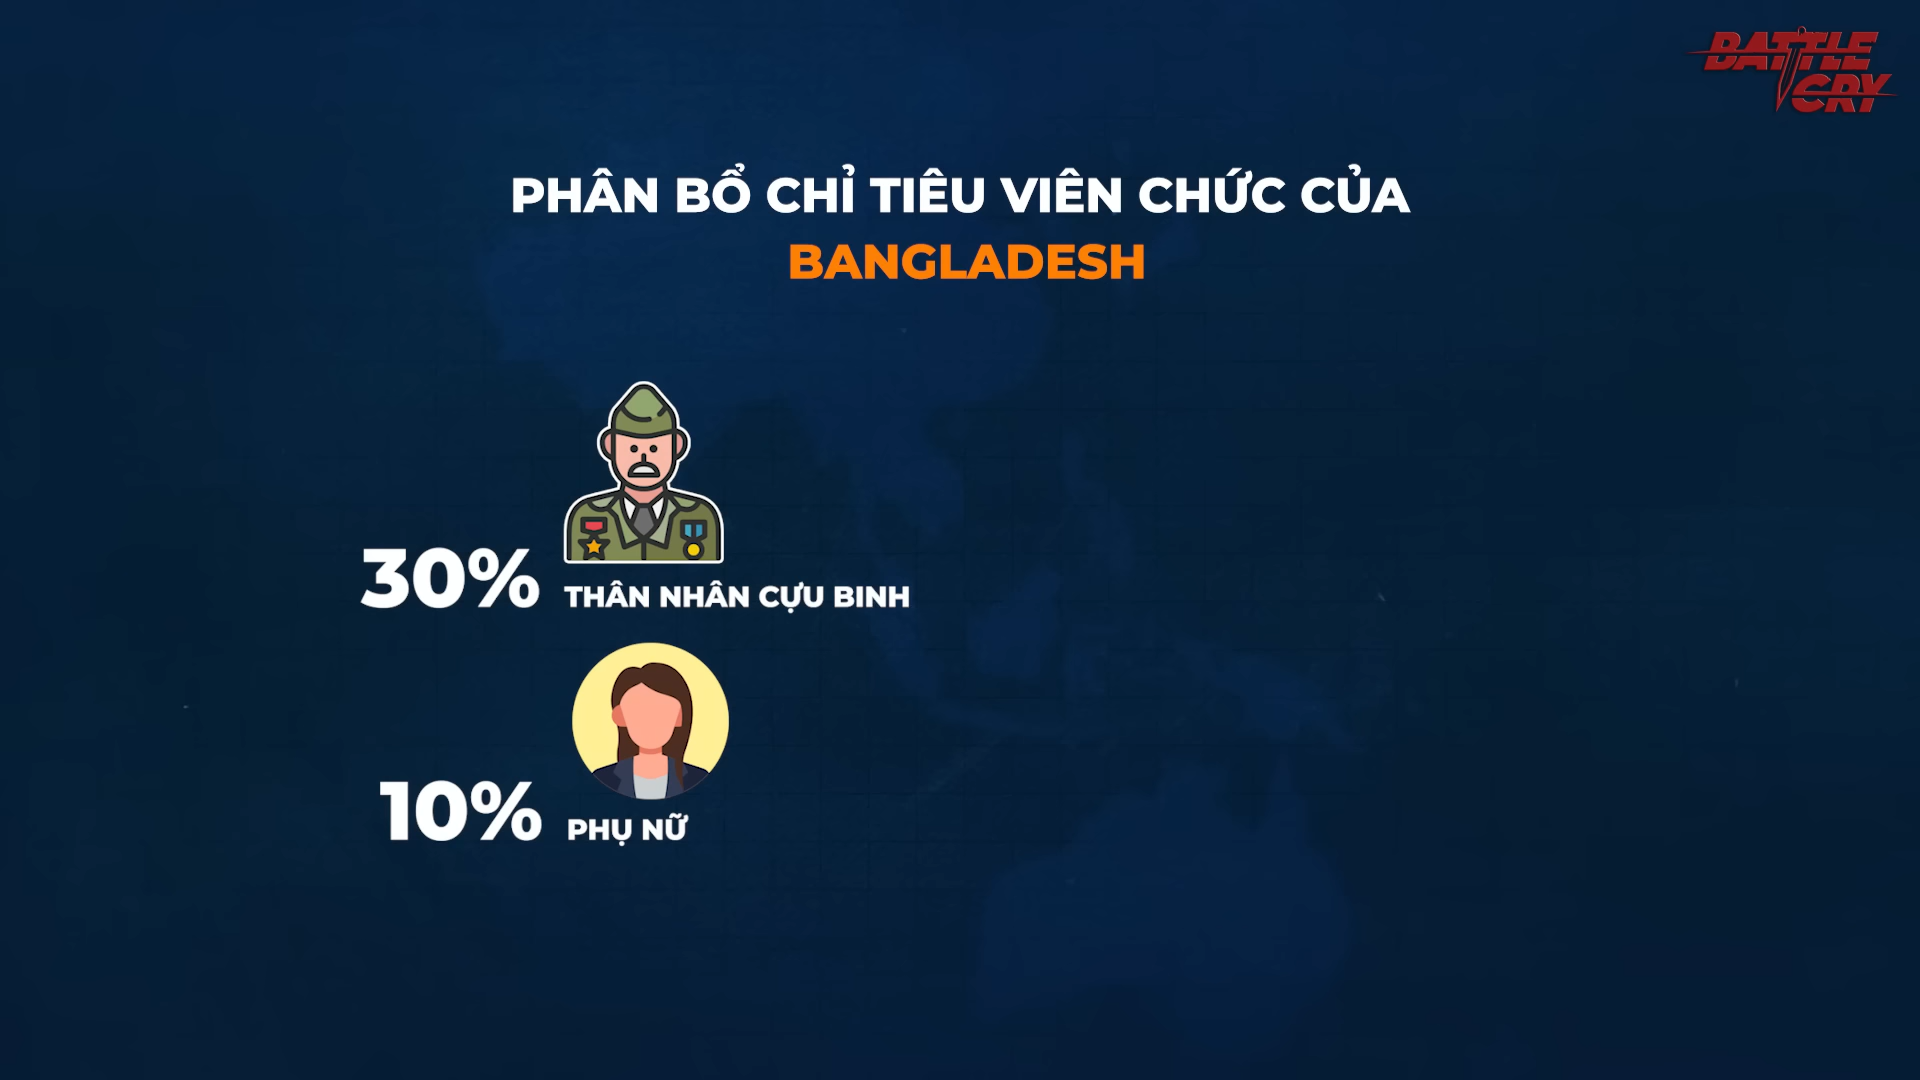 BATTLE
CRY
PHÂN BỔ CHỈ TIÊU VIÊN CHỨC CỦA
BANGLADESH
30%
THÂN NHÂN CỰU BINH
10%
PHỤ NỮ